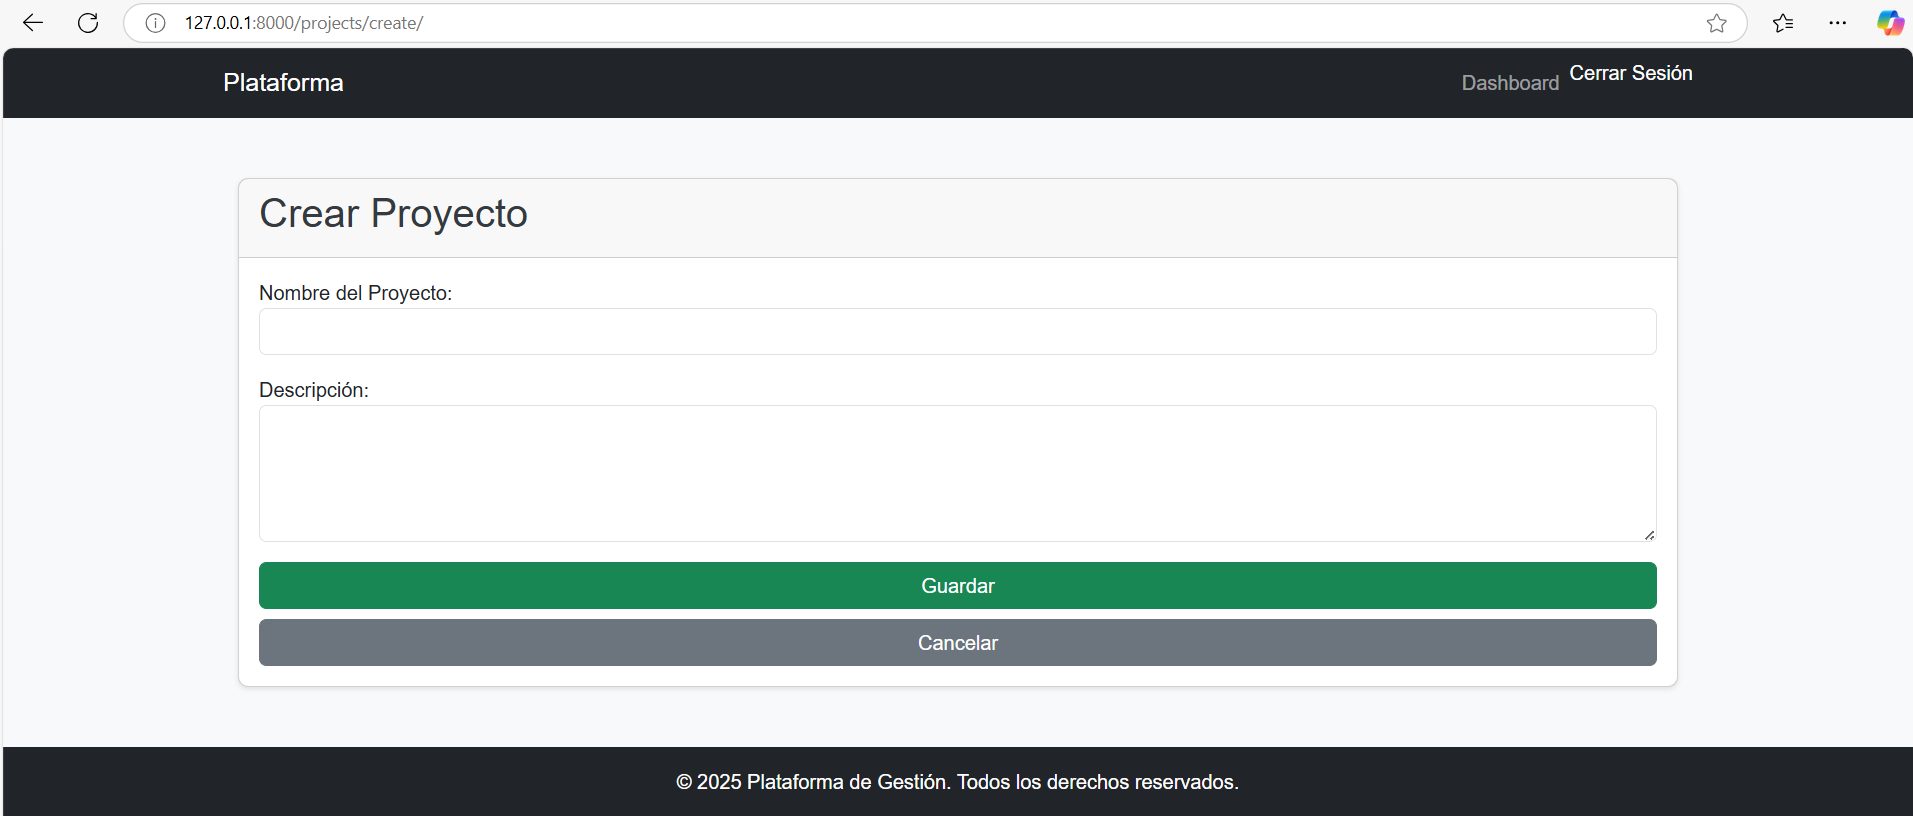 127.0.0.1:8000/projects/create/
Plataforma
Dashboard
Cerrar Sesión
Crear Proyecto
Nombre del Proyecto:
Descripción:
Guardar
Cancelar
© 2025 Plataforma de Gestión. Todos los derechos reservados.